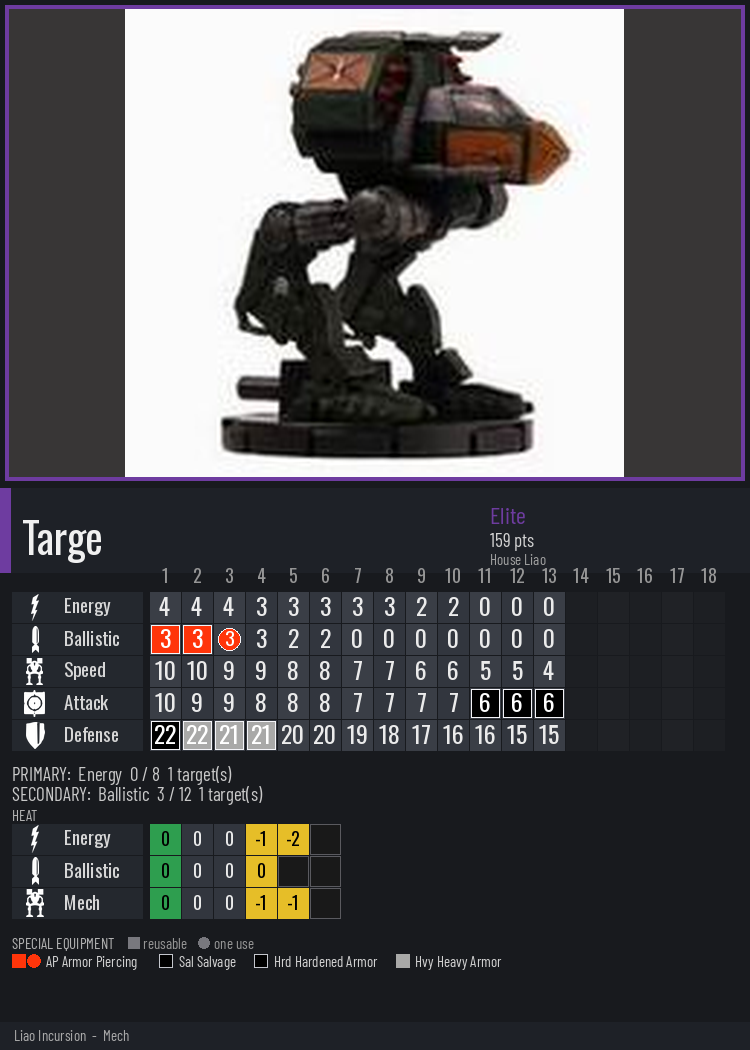 Elite
Targe
159 pts
House Liao
1 2 3 4 5 6 7 8 9 10 11 12 13 14 15 16 17 18
Energy 4 4 4 3 3 3 3 3 2 2 0 0 0
Ballistic 3 3 3 3 2 2 0 0 0 0 0 0 0
Speed 10 10 9 9 8 8 7 7 6 6 5 5 4
Attack 10 9 9 8 8 8 7 7 7 7 6 6 6
Defense 22 22 21 21 20 20 19 18 17 16 16 15 15
PRIMARY: Energy 0 / 8 1 target(s)
SECONDARY: Ballistic 3 / 12 1 target(s)
HEAT
Energy 0 0 0 -1 -2
Ballistic 0 0 0 0
Mech 0 0 0 -1 -1
SPECIAL EQUIPMENT reusable one use
AP Armor Piercing Sal Salvage Hrd Hardened Armor Hvy Heavy Armor
Liao Incursion - Mech